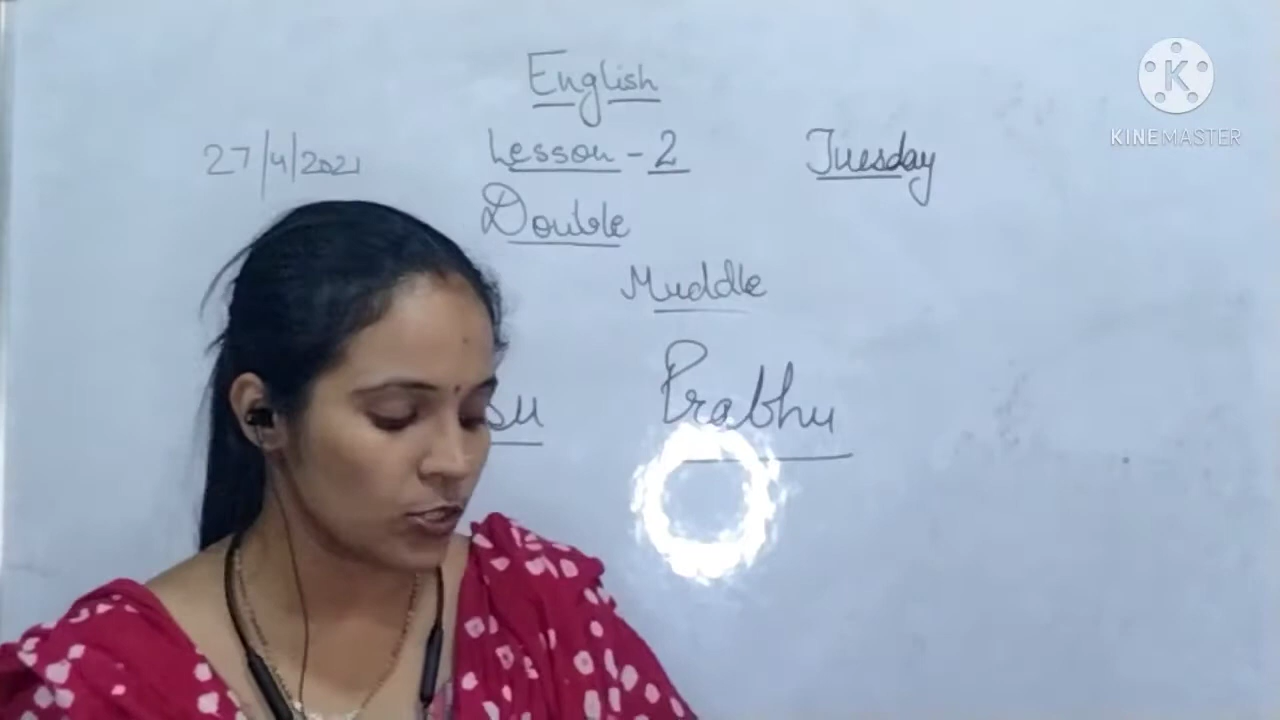 English
27/4/2021 Lesson - 2 Tuesday
Double
Muddle
Prabhu
K
KINEMASTER